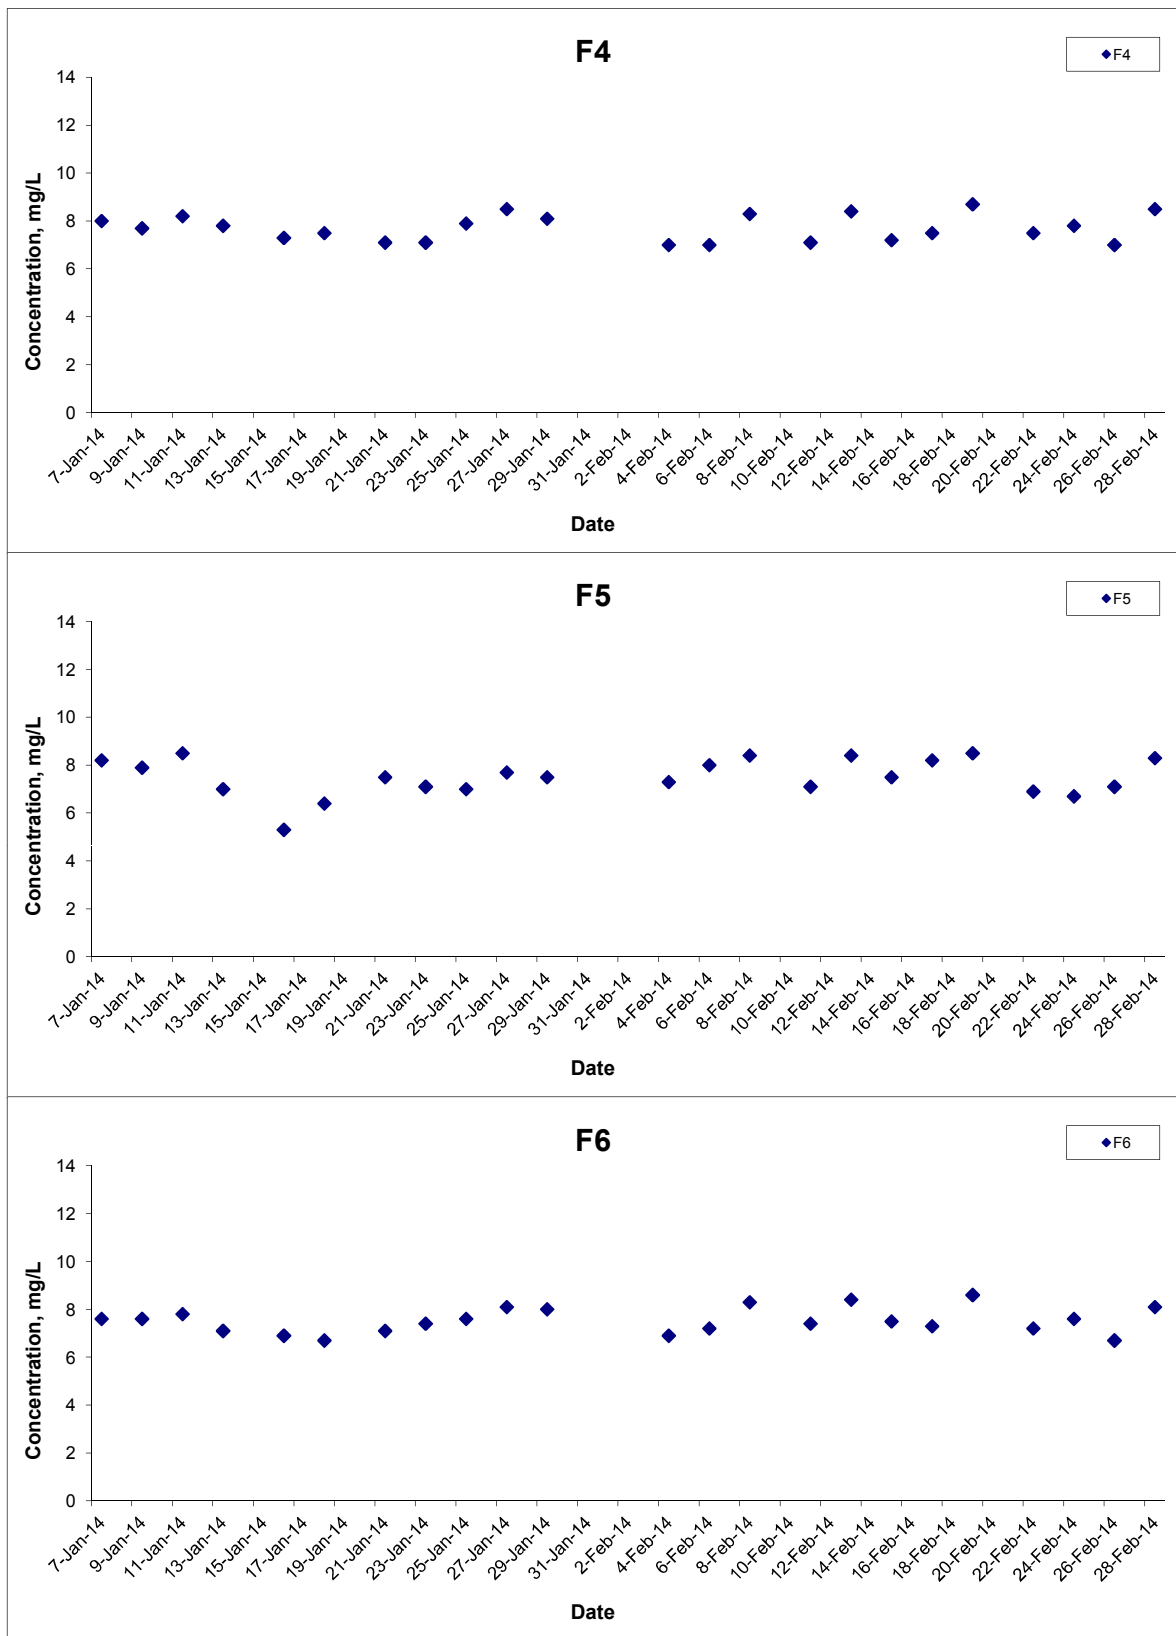 F4
F4
14
12
10
8
6
4
2
0
Concentration, mg/L
7-Jan-14
9-Jan-14
11-Jan-14
13-Jan-14
15-Jan-14
17-Jan-14
19-Jan-14
21-Jan-14
23-Jan-14
25-Jan-14
27-Jan-14
29-Jan-14
31-Jan-14
2-Feb-14
4-Feb-14
6-Feb-14
8-Feb-14
10-Feb-14
12-Feb-14
14-Feb-14
16-Feb-14
18-Feb-14
20-Feb-14
22-Feb-14
24-Feb-14
26-Feb-14
28-Feb-14
Date
F5
F5
14
12
10
8
6
4
2
0
Concentration, mg/L
7-Jan-14
9-Jan-14
11-Jan-14
13-Jan-14
15-Jan-14
17-Jan-14
19-Jan-14
21-Jan-14
23-Jan-14
25-Jan-14
27-Jan-14
29-Jan-14
31-Jan-14
2-Feb-14
4-Feb-14
6-Feb-14
8-Feb-14
10-Feb-14
12-Feb-14
14-Feb-14
16-Feb-14
18-Feb-14
20-Feb-14
22-Feb-14
24-Feb-14
26-Feb-14
28-Feb-14
Date
F6
F6
14
12
10
8
6
4
2
0
Concentration, mg/L
7-Jan-14
9-Jan-14
11-Jan-14
13-Jan-14
15-Jan-14
17-Jan-14
19-Jan-14
21-Jan-14
23-Jan-14
25-Jan-14
27-Jan-14
29-Jan-14
31-Jan-14
2-Feb-14
4-Feb-14
6-Feb-14
8-Feb-14
10-Feb-14
12-Feb-14
14-Feb-14
16-Feb-14
18-Feb-14
20-Feb-14
22-Feb-14
24-Feb-14
26-Feb-14
28-Feb-14
Date